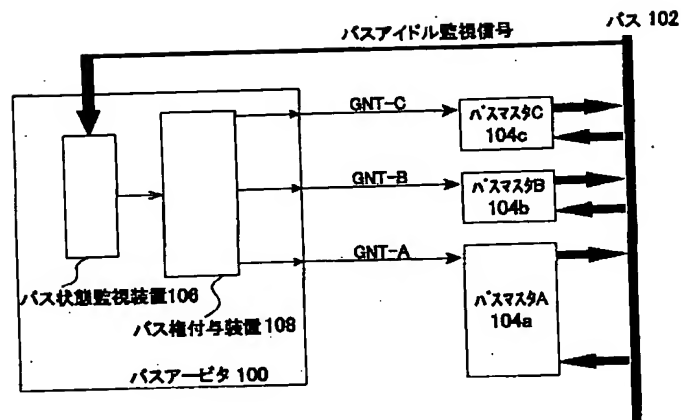 バス 102
バスアイドル監視信号
GNT-C
バスマスタC
104c
GNT-B
バスマスタB
104b
GNT-A
バスマスタA
104a
バス状態監視装置106
バス権付与装置108
バスアービタ 100